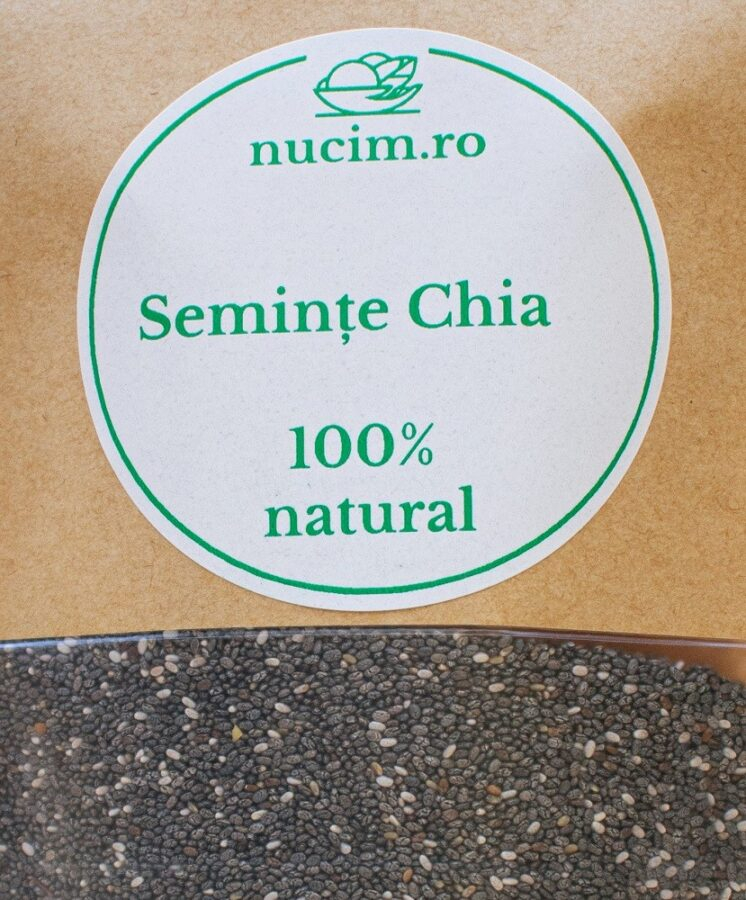 nucim.ro
Semințe Chia
100%
natural